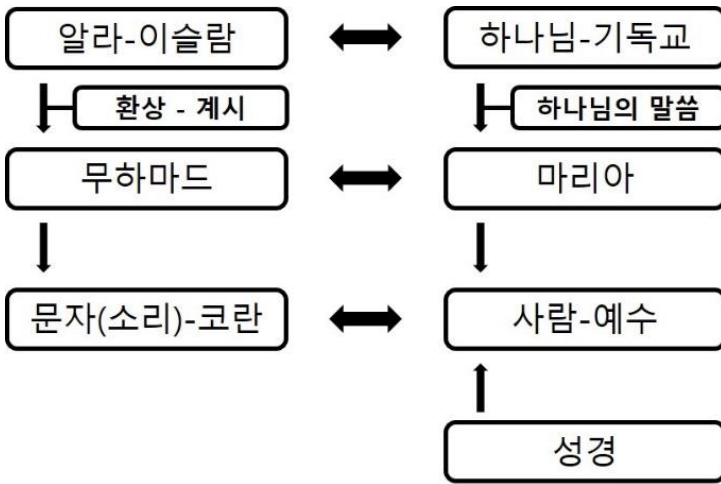 알라-이슬람
하나님-기독교
환상 - 계시
하나님의 말씀
무하마드
마리아
문자(소리)-코란
사람-예수
성경